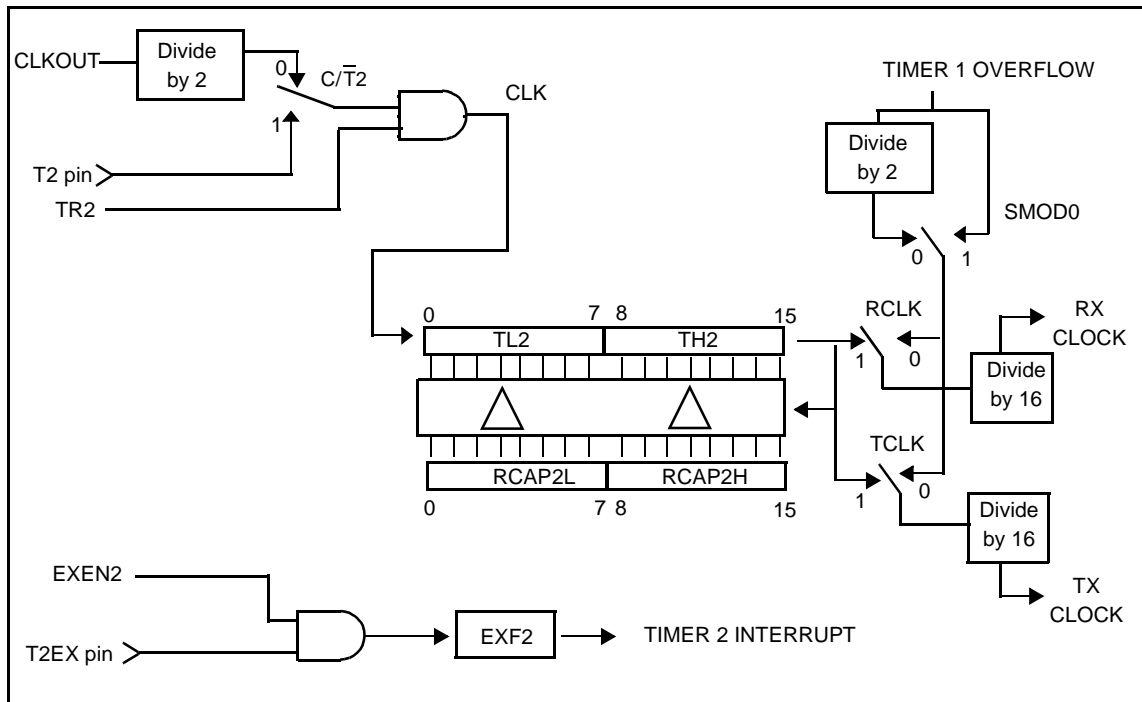 CLKOUT
Divide
by 2
0
C/T̅2
1
CLK
T2 pin
TR2
TIMER 1 OVERFLOW
Divide
by 2
SMOD0
0
1
0
7
8
15
TL2
TH2
RCLK
1
0
RX
CLOCK
Divide
by 16
RCAP2L
RCAP2H
0
7
8
15
TCLK
1
0
Divide
by 16
TX
CLOCK
EXEN2
T2EX pin
EXF2
TIMER 2 INTERRUPT